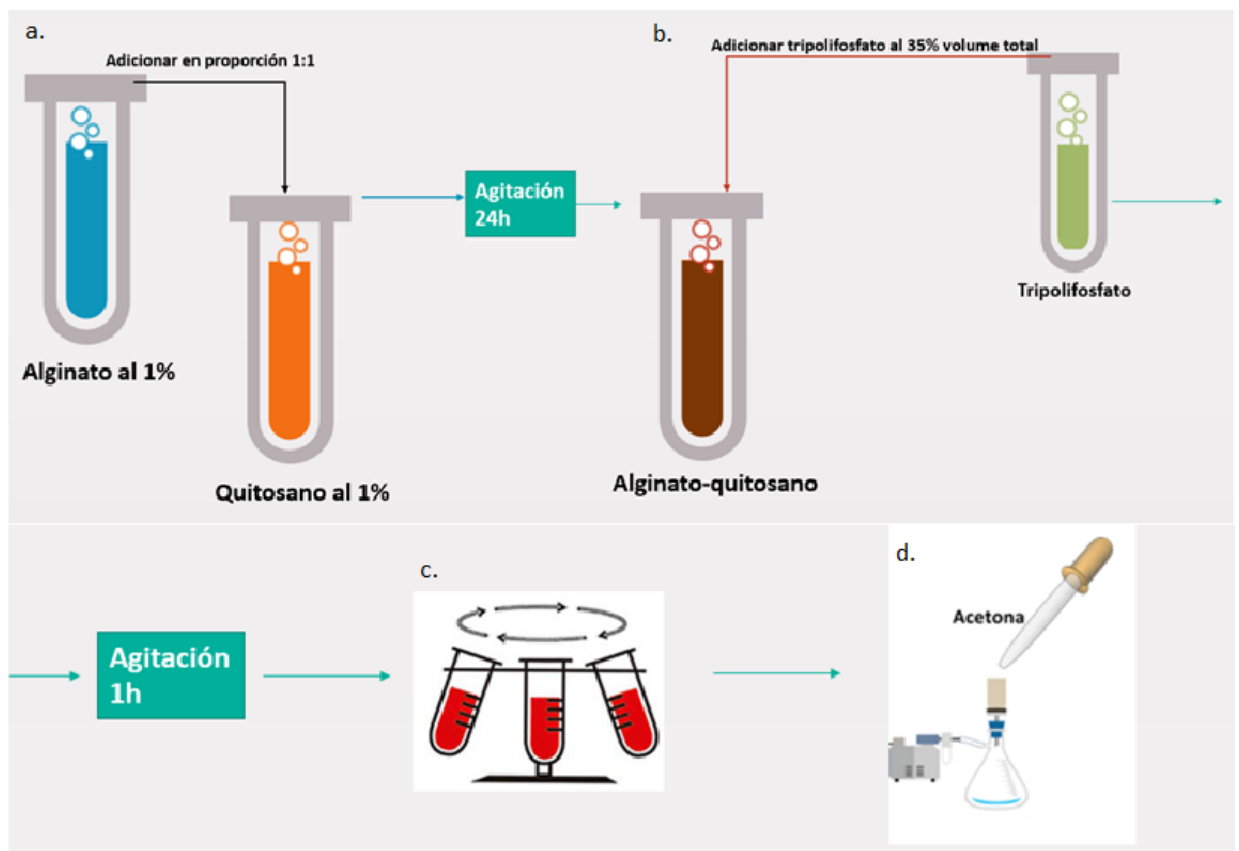 a.
Adicionar en proporción 1:1
Alginato al 1%
Quitosano al 1%
Agitación
24h
b.
Adicionar tripolifosfato al 35% volume total
Tripolifosfato
Alginato-quitosano
Agitación
1h
c.
d.
Acetona